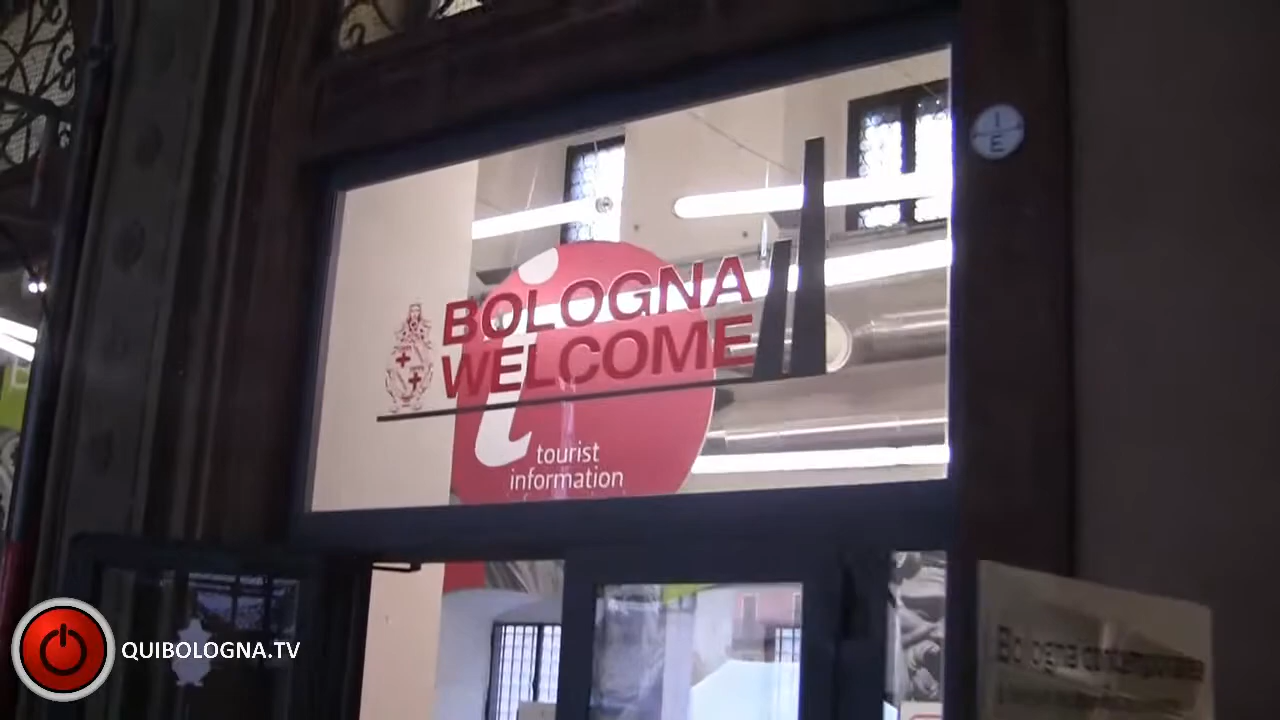 I
E
BOLOGNA
WELCOME
i
tourist
information
QUIBOLOGNA.TV